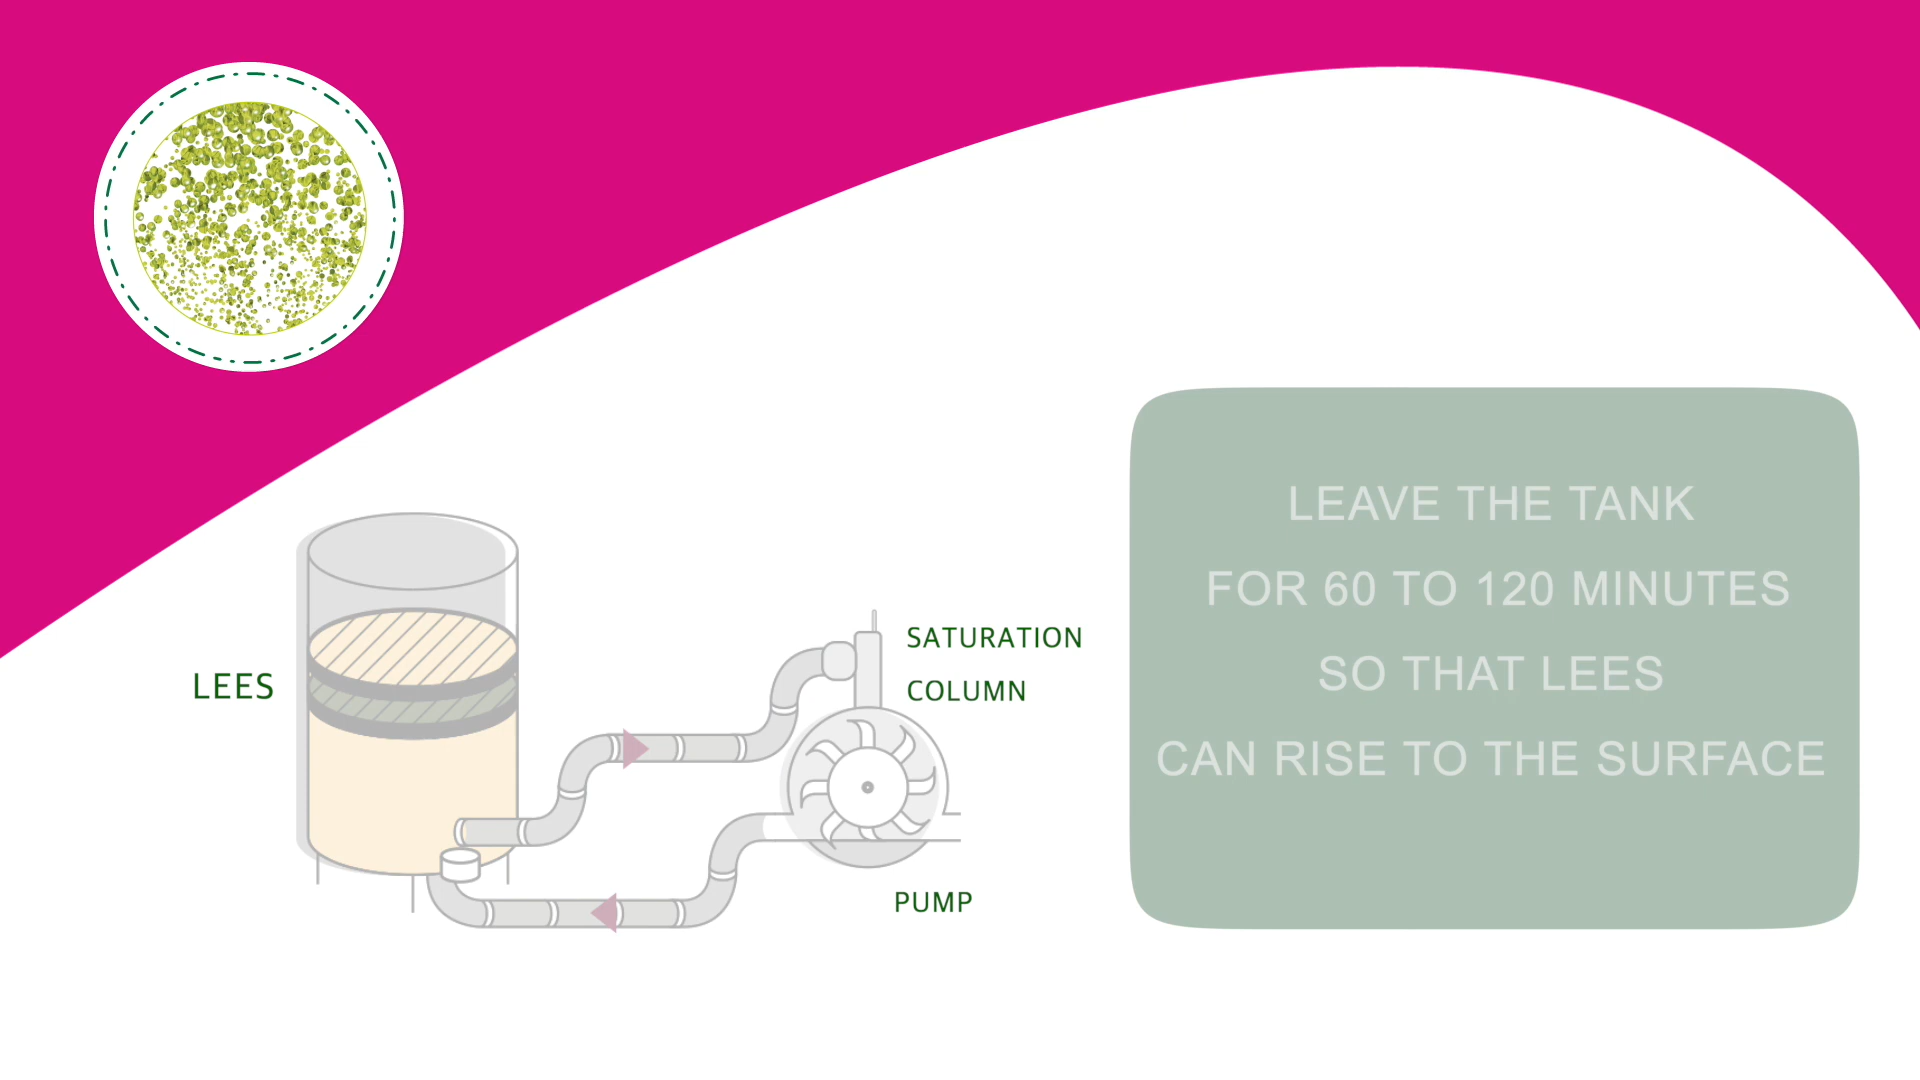 LEAVE THE TANK
FOR 60 TO 120 MINUTES
SO THAT LEES
CAN RISE TO THE SURFACE
LEES
SATURATION
COLUMN
PUMP